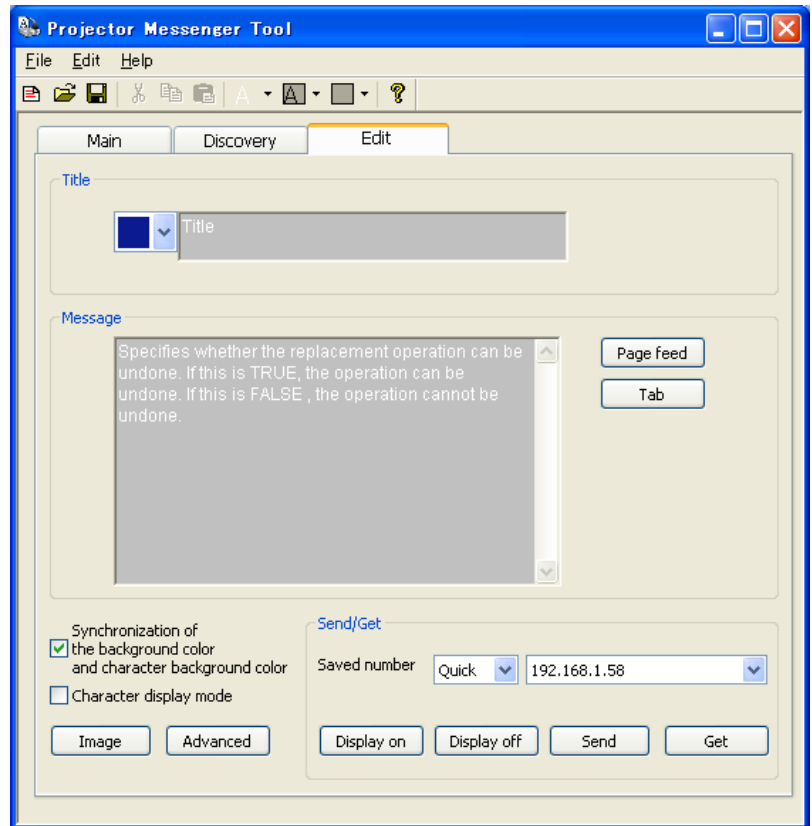 Projector Messenger Tool
File Edit Help
A A ?
Main Discovery Edit
Title
Title
Message
Specifies whether the replacement operation can be
undone. If this is TRUE, the operation can be
undone. If this is FALSE , the operation cannot be
undone.
Page feed
Tab
Synchronization of
the background color
and character background color
Character display mode
Image Advanced
Send/Get
Saved number Quick 192.168.1.58
Display on Display off Send Get